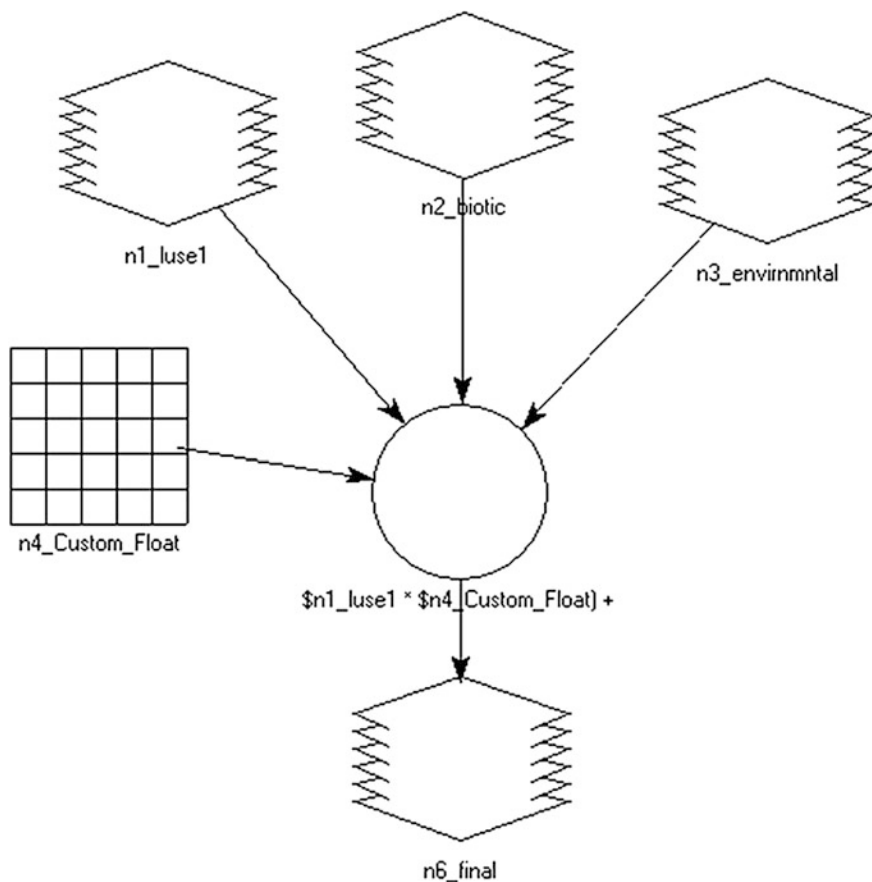 n2_biotic
n1_luse1
n3_envirnmntal
n4_Custom_Float
$n1_luse1 * $n4_Custom_Float) +
n6_final